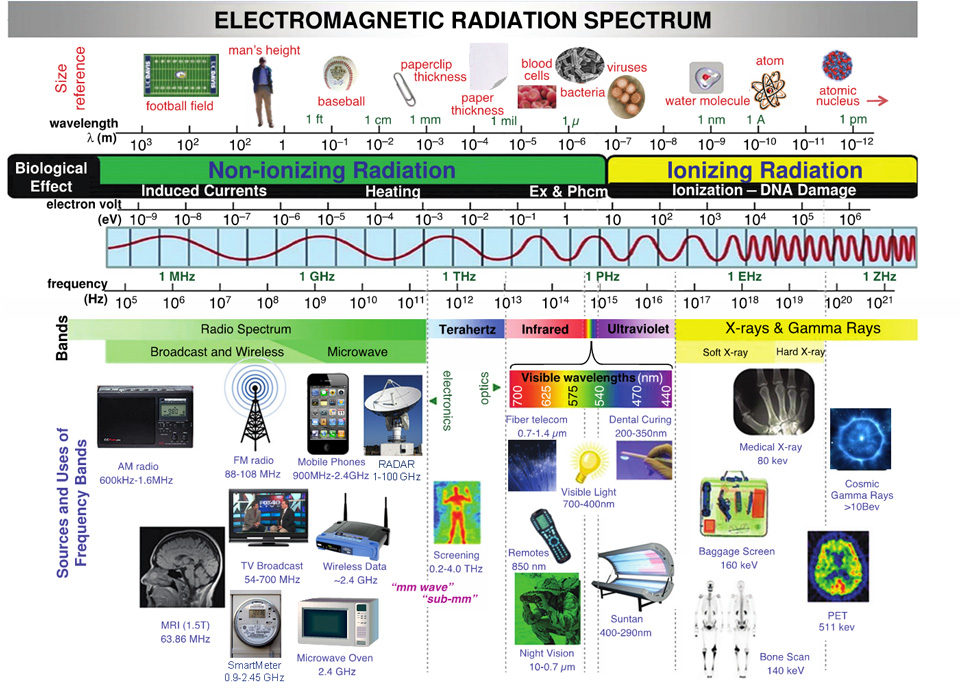 ELECTROMAGNETIC RADIATION SPECTRUM
Size reference
football field
man's height
baseball
paperclip thickness
paper thickness
blood cells
bacteria
viruses
water molecule
atom
atomic nucleus
wavelength
λ (m)
1 ft 1 cm 1 mm 1 mil 1 µ 1 nm 1 A 1 pm
10³ 10² 10² 1 10⁻¹ 10⁻² 10⁻³ 10⁻⁴ 10⁻⁵ 10⁻⁶ 10⁻⁷ 10⁻⁸ 10⁻⁹ 10⁻¹⁰ 10⁻¹¹ 10⁻¹²
Biological Effect
Non-ionizing Radiation
Ionizing Radiation
Induced Currents Heating Ex & Phcm
Ionization – DNA Damage
electron volt
(eV)
10⁻⁹ 10⁻⁸ 10⁻⁷ 10⁻⁶ 10⁻⁵ 10⁻⁴ 10⁻³ 10⁻² 10⁻¹ 1 10 10² 10³ 10⁴ 10⁵ 10⁶
1 MHz 1 GHz 1 THz 1 PHz 1 EHz 1 ZHz
frequency
(Hz)
10⁵ 10⁶ 10⁷ 10⁸ 10⁹ 10¹⁰ 10¹¹ 10¹² 10¹³ 10¹⁴ 10¹⁵ 10¹⁶ 10¹⁷ 10¹⁸ 10¹⁹ 10²⁰ 10²¹
Bands
Radio Spectrum
Terahertz
Infrared
Ultraviolet
X-rays & Gamma Rays
Broadcast and Wireless
Microwave
Soft X-ray
Hard X-ray
electronics
optics
Visible wavelengths (nm)
700 625 575 540 470 440
Sources and Uses of
Frequency Bands
AM radio
600kHz-1.6MHz
FM radio
88-108 MHz
Mobile Phones
900MHz-2.4GHz
RADAR
1-100 GHz
Fiber telecom
0.7-1.4 µm
Dental Curing
200-350nm
Visible Light
700-400nm
Medical X-ray
80 kev
Cosmic
Gamma Rays
>10Bev
TV Broadcast
54-700 MHz
Wireless Data
~2.4 GHz
Screening
0.2-4.0 THz
"mm wave"
"sub-mm"
Remotes
850 nm
Suntan
400-290nm
Baggage Screen
160 keV
MRI (1.5T)
63.86 MHz
SmartMeter
0.9-2.45 GHz
Microwave Oven
2.4 GHz
Night Vision
10-0.7 µm
PET
511 kev
Bone Scan
140 keV